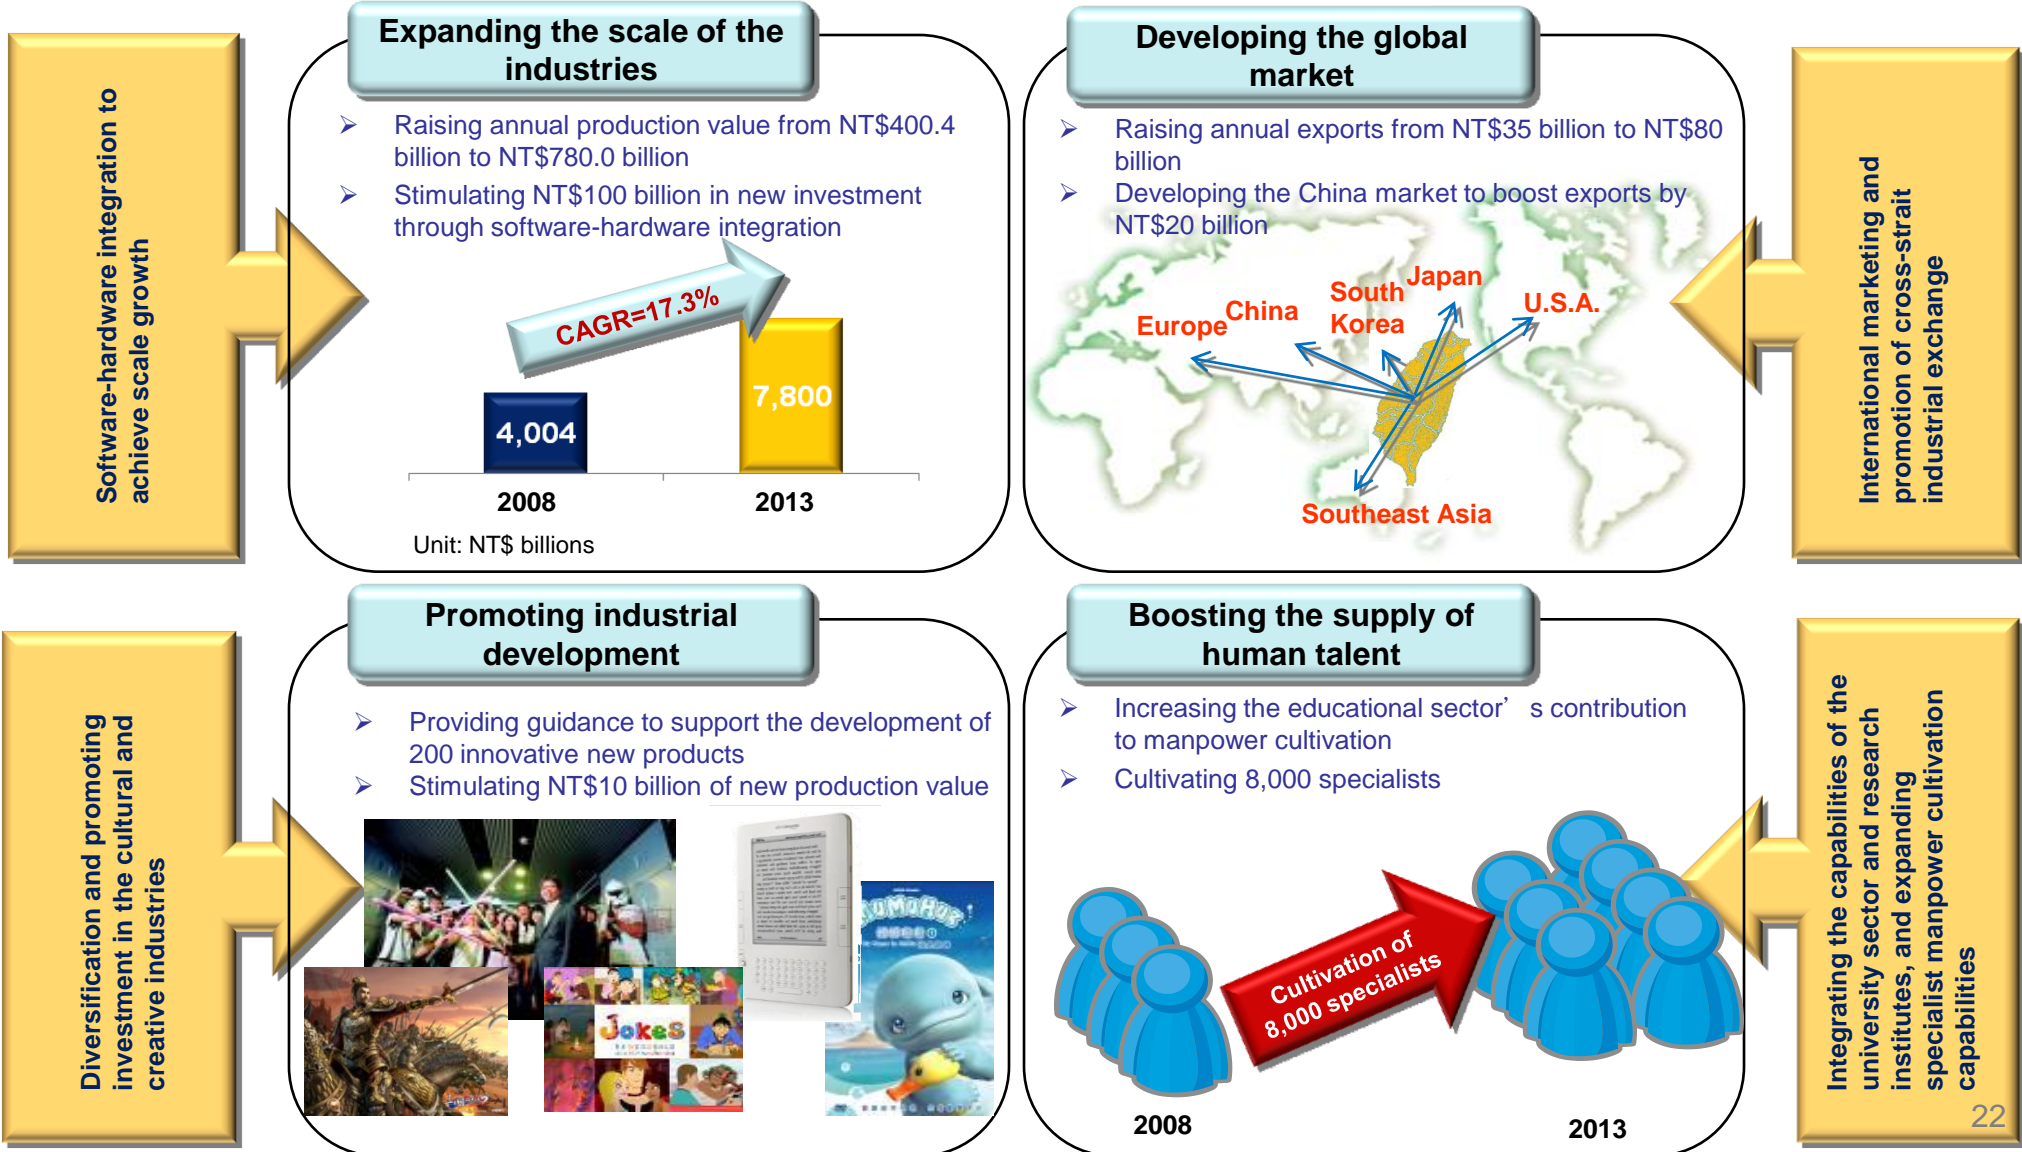 Software-hardware integration to
achieve scale growth
Expanding the scale of the
industries
➢ Raising annual production value from NT$400.4
billion to NT$780.0 billion
➢ Stimulating NT$100 billion in new investment
through software-hardware integration
CAGR=17.3%
4,004
7,800
2008
2013
Unit: NT$ billions
Developing the global
market
➢ Raising annual exports from NT$35 billion to NT$80
billion
➢ Developing the China market to boost exports by
NT$20 billion
Europe
China
South
Korea
Japan
U.S.A.
Southeast Asia
International marketing and
promotion of cross-strait
industrial exchange
Diversification and promoting
investment in the cultural and
creative industries
Promoting industrial
development
➢ Providing guidance to support the development of
200 innovative new products
➢ Stimulating NT$10 billion of new production value
MuMuHug
JokeS
Boosting the supply of
human talent
➢ Increasing the educational sector’ s contribution
to manpower cultivation
➢ Cultivating 8,000 specialists
Cultivation of
8,000 specialists
2008
2013
Integrating the capabilities of the
university sector and research
institutes, and expanding
specialist manpower cultivation
capabilities
22